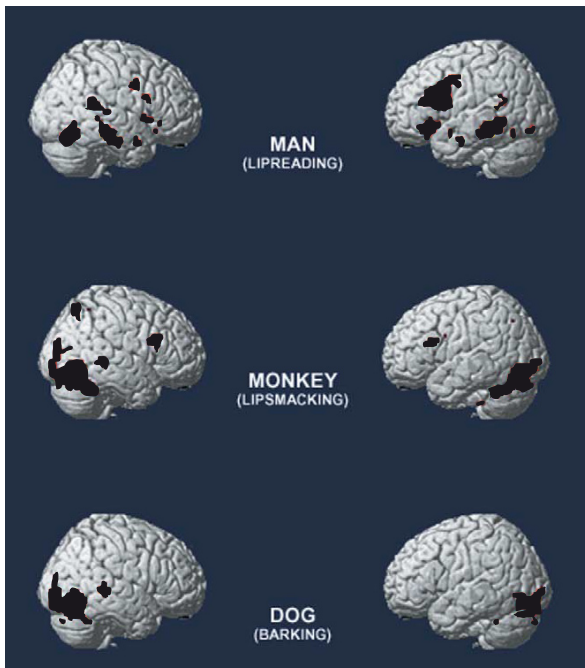 MAN
(LIPREADING)
MONKEY
(LIPSMACKING)
DOG
(BARKING)